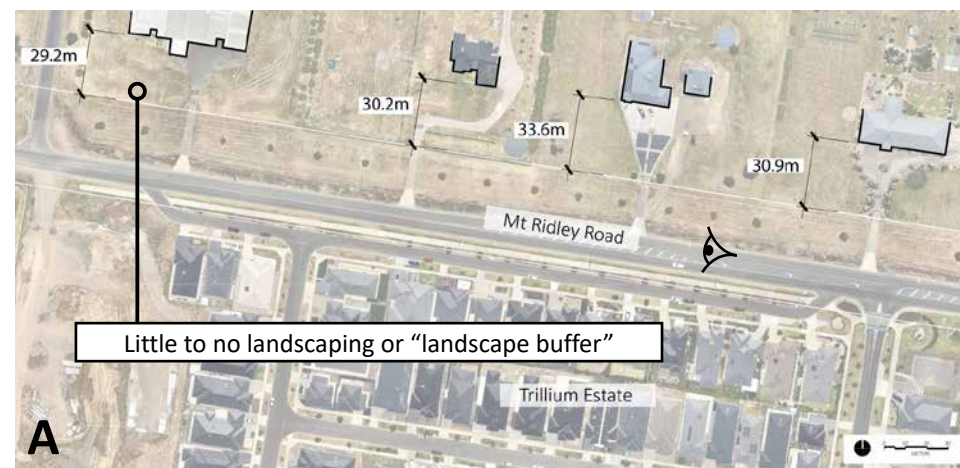 29.2m
30.2m
33.6m
30.9m
Mt Ridley Road
Little to no landscaping or “landscape buffer”
Trillium Estate
A